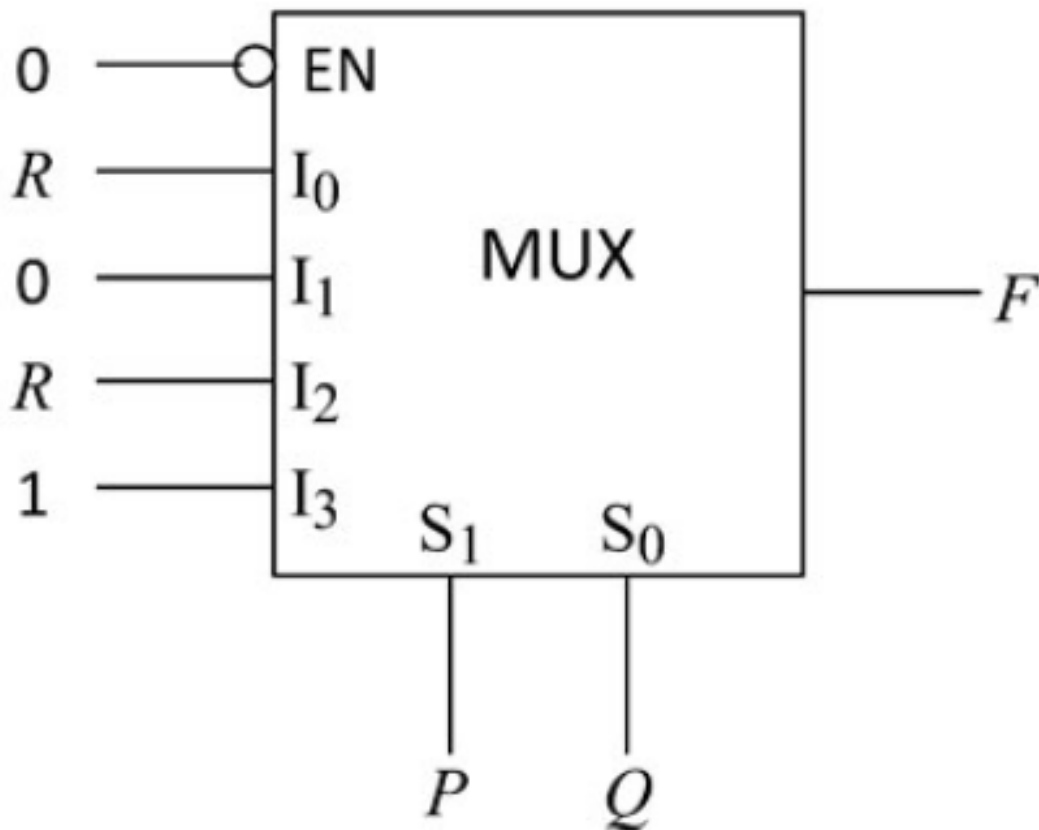 0 EN
R I₀
0 I₁
MUX
F
R I₂
1 I₃
S₁ S₀
P Q